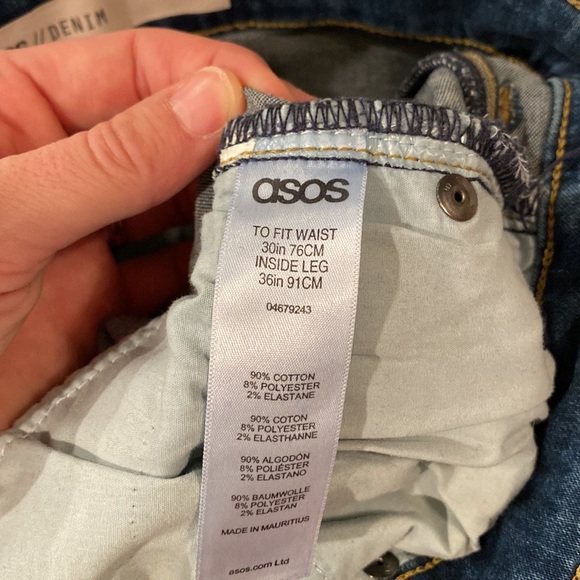 //DENIM
asos
TO FIT WAIST
30in 76CM
INSIDE LEG
36in 91CM
04679243
90% COTTON
8% POLYESTER
2% ELASTANE
90% COTON
8% POLYESTER
2% ELASTHANNE
90% ALGODÓN
8% POLIÉSTER
2% ELASTANO
90% BAUMWOLLE
8% POLYESTER
2% ELASTAN
MADE IN MAURITIUS
asos.com Ltd